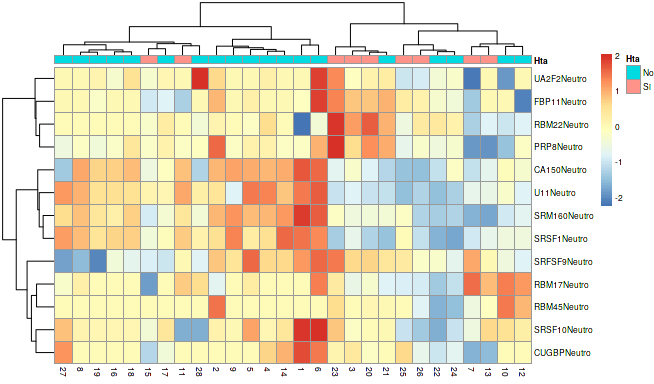 Hta
UA2F2Neutro
FBP11Neutro
RBM22Neutro
PRP8Neutro
CA150Neutro
U11Neutro
SRM160Neutro
SRSF1Neutro
SRFSF9Neutro
RBM17Neutro
RBM45Neutro
SRSF10Neutro
CUGBPNeutro
27 8 19 16 18 15 17 11 28 2 9 5 4 14 1 6 23 3 20 21 25 26 22 24 7 13 10 12
2
1
0
-1
-2
Hta
No
SI